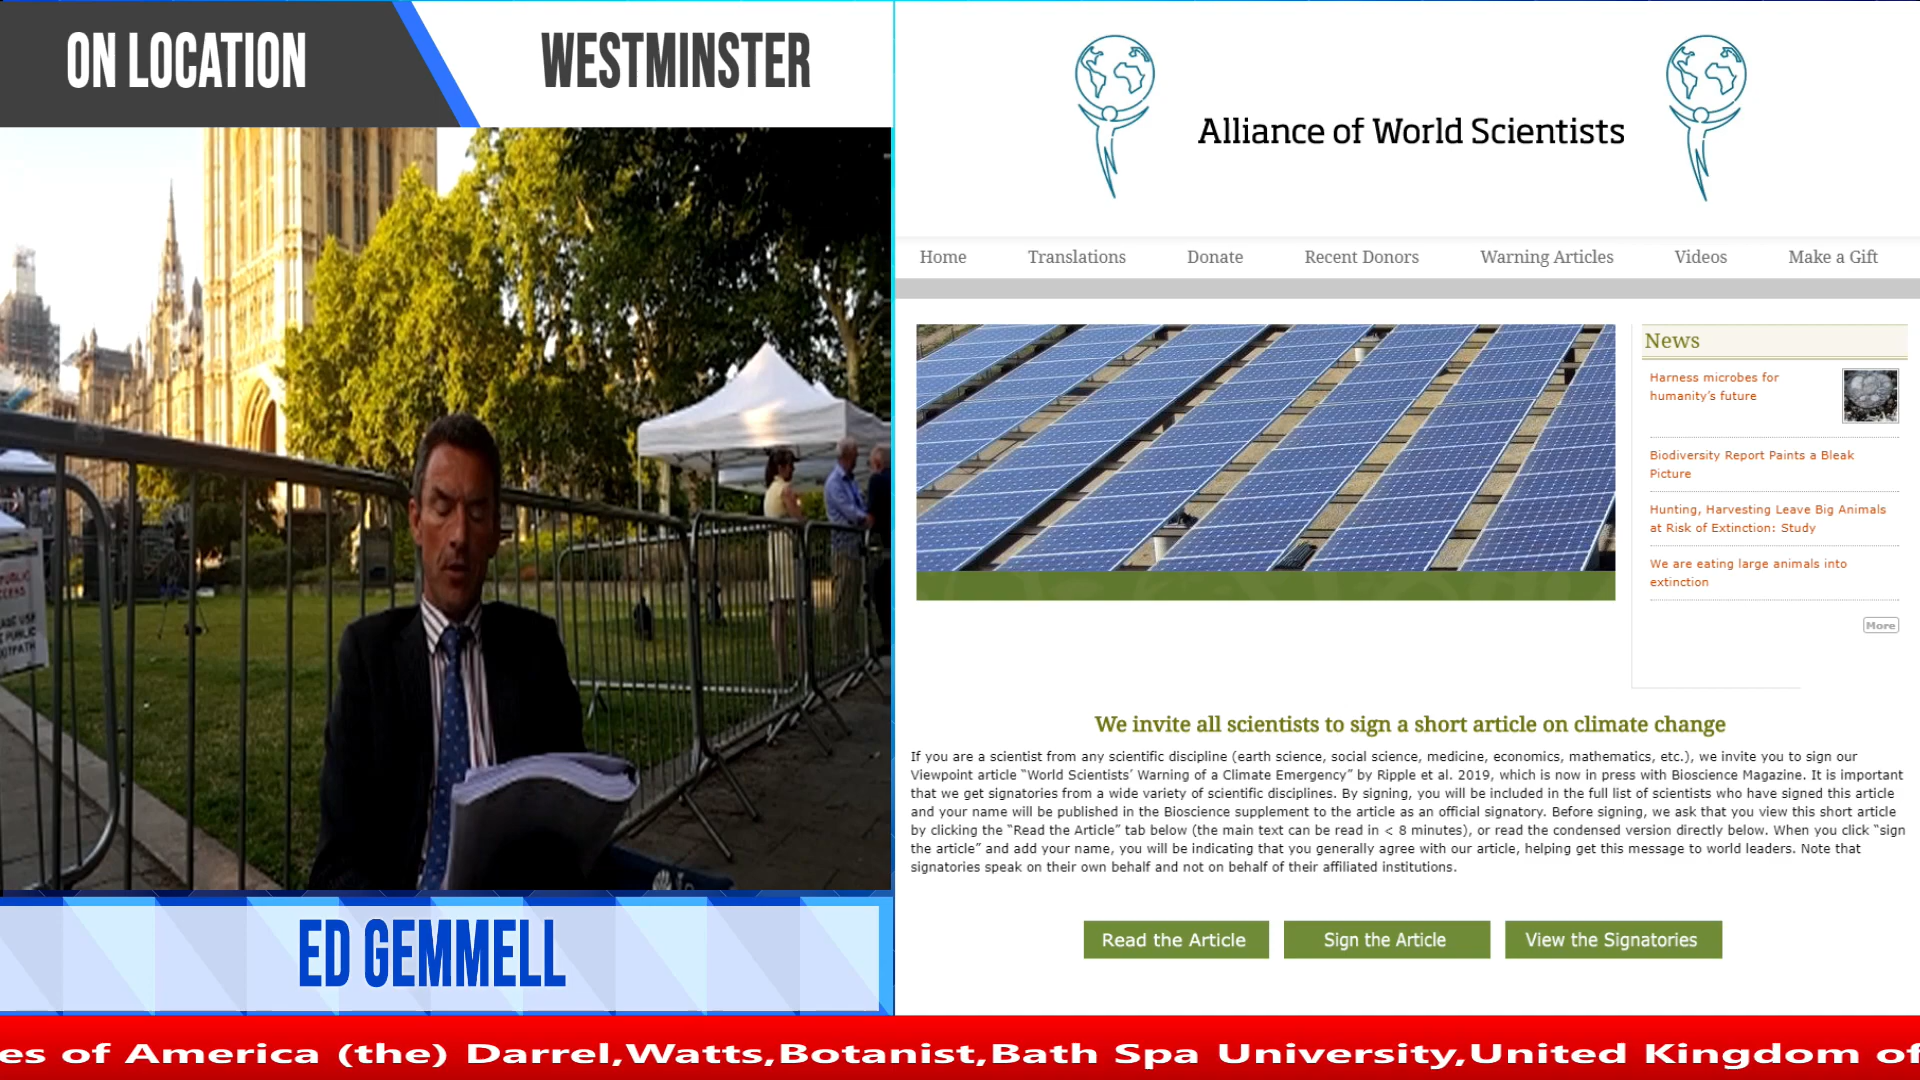 ON LOCATION
WESTMINSTER
ED GEMMELL
Alliance of World Scientists
Home Translations Donate Recent Donors Warning Articles Videos Make a Gift
News
Harness microbes for
humanity’s future
Biodiversity Report Paints a Bleak
Picture
Hunting, Harvesting Leave Big Animals
at Risk of Extinction: Study
We are eating large animals into
extinction
More
We invite all scientists to sign a short article on climate change
If you are a scientist from any scientific discipline (earth science, social science, medicine, economics, mathematics, etc.), we invite you to sign our
Viewpoint article “World Scientists’ Warning of a Climate Emergency” by Ripple et al. 2019, which is now in press with Bioscience Magazine. It is important
that we get signatories from a wide variety of scientific disciplines. By signing, you will be included in the full list of scientists who have signed this article
and your name will be published in the Bioscience supplement to the article as an official signatory. Before signing, we ask that you view this short article
by clicking the “Read the Article” tab below (the main text can be read in < 8 minutes), or read the condensed version directly below. When you click “sign
the article” and add your name, you will be indicating that you generally agree with our article, helping get this message to world leaders. Note that
signatories speak on their own behalf and not on behalf of their affiliated institutions.
Read the Article
Sign the Article
View the Signatories
es of America (the) Darrel,Watts,Botanist,Bath Spa University,United Kingdom of